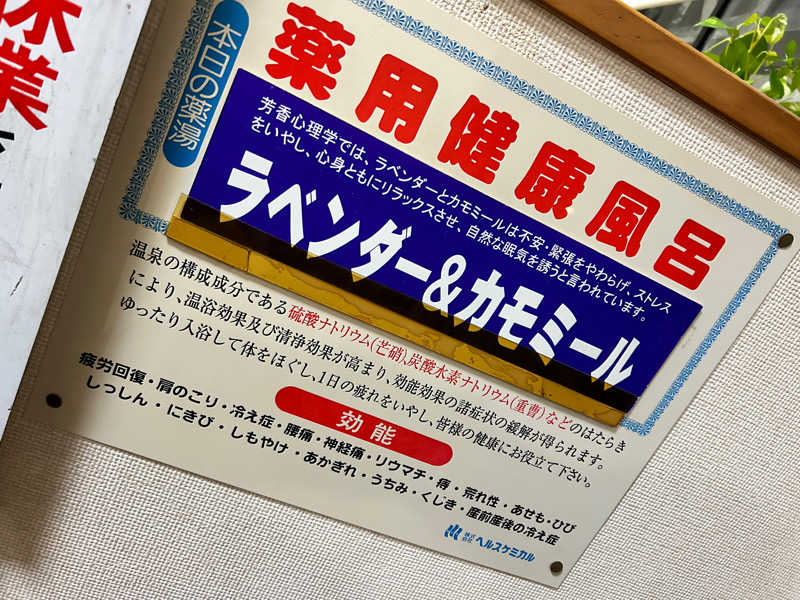 休業
本日の薬湯
薬用健康風呂
芳香心理学では、ラベンダーとカモミールは不安・緊張をやわらげ、ストレス
をいやし、心身ともにリラックスさせ、自然な眠気を誘うと言われています。
ラベンダー&カモミール
温泉の構成成分である硫酸ナトリウム(芒硝)、炭酸水素ナトリウム(重曹)などのはたらき
により、温浴効果及び清浄効果が高まり、効能効果の諸症状の緩解が得られます。
ゆったり入浴して体をほぐし、1日の疲れをいやし、皆様の健康にお役立て下さい。
効能
疲労回復・肩のこり・冷え症・腰痛・神経痛・リウマチ・痔・荒れ性・あせも・ひび
しっしん・にきび・しもやけ・あかぎれ・うちみ・くじき・産前産後の冷え症
株式会社 ヘルスケミカル